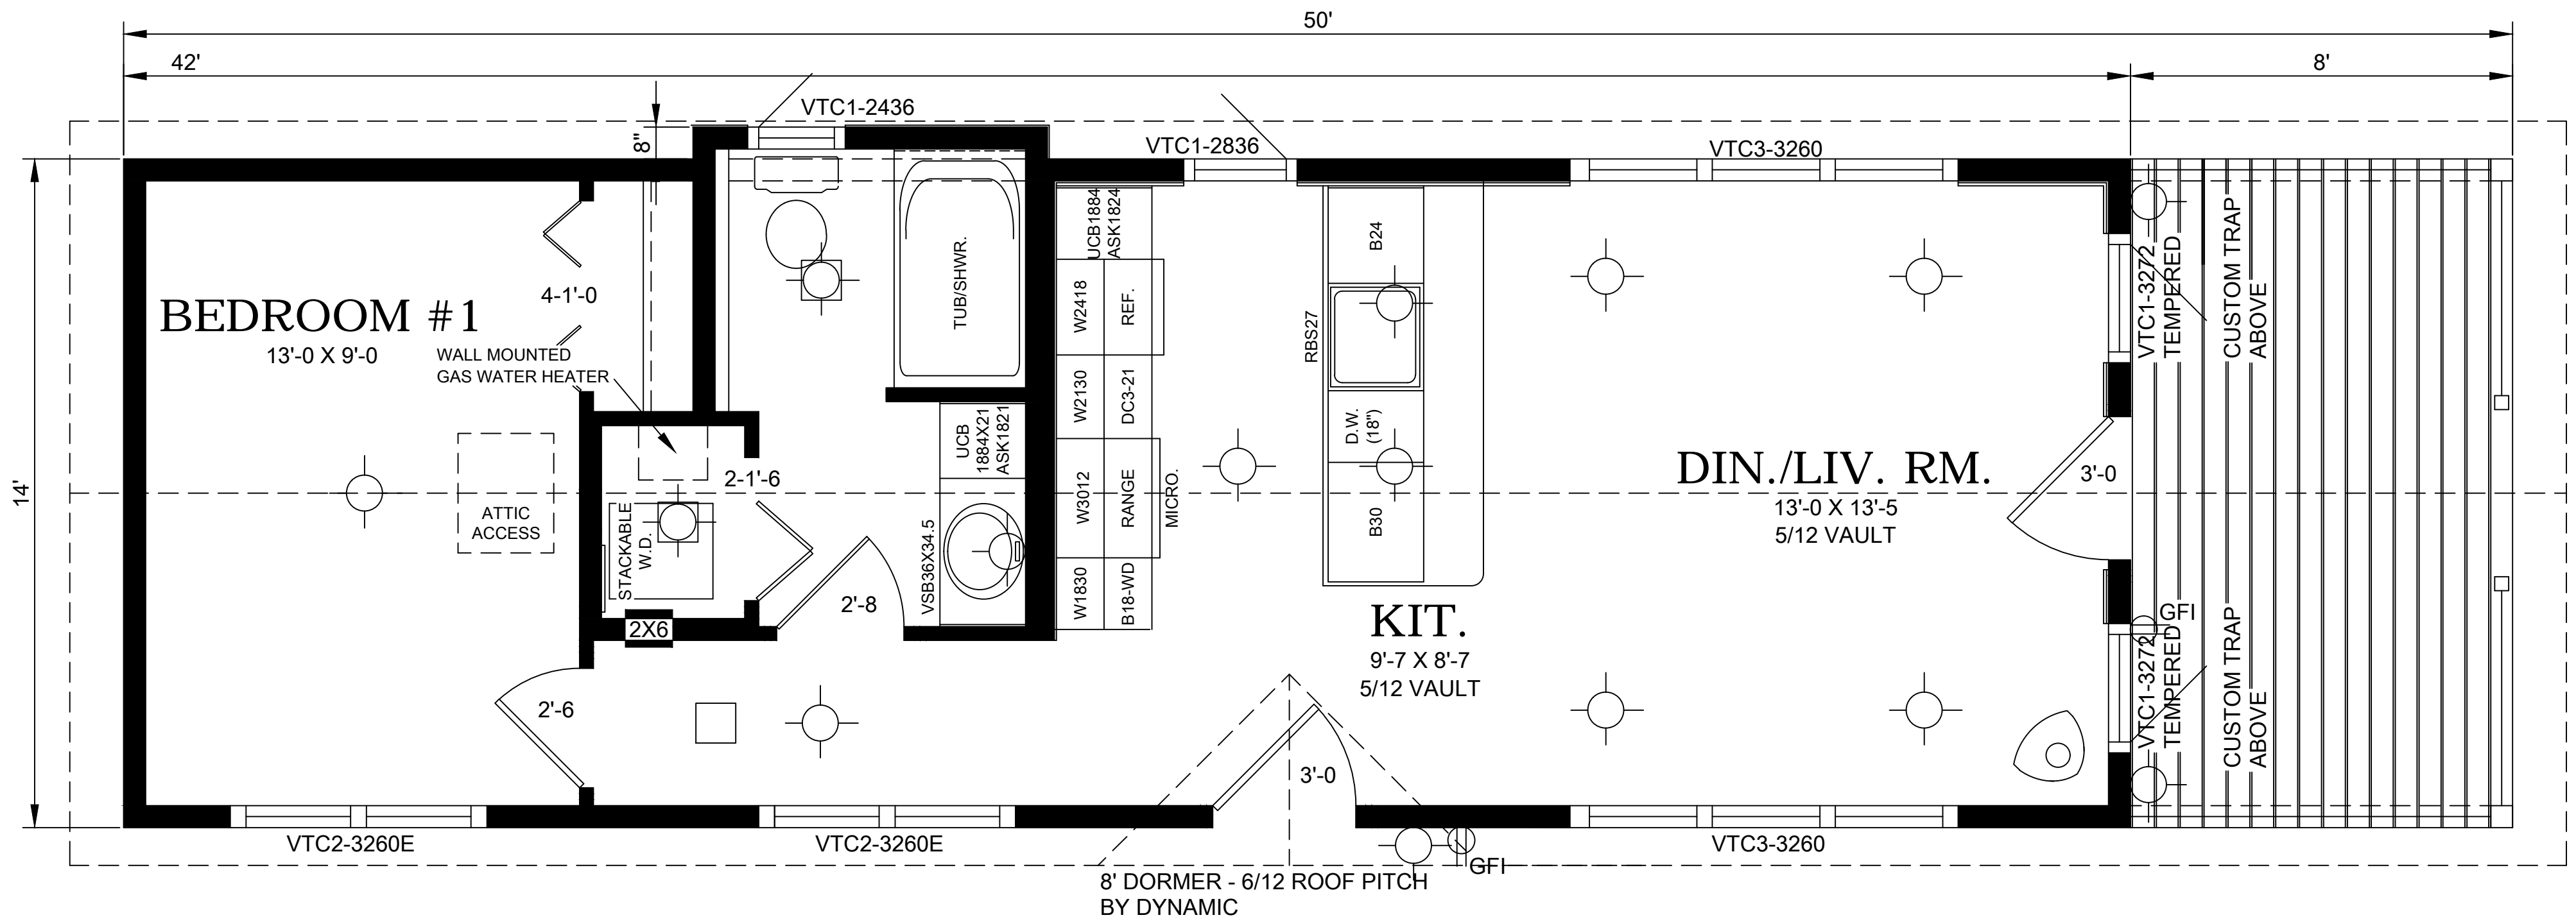 50'
42'
8'
VTC1-2436
8"
VTC1-2836
VTC3-3260
14'
BEDROOM #1
13'-0 X 9'-0
4-1'-0
WALL MOUNTED
GAS WATER HEATER
ATTIC
ACCESS
TUB/SHWR.
UCB
1884X21
ASK1821
2-1'-6
STACKABLE
W.D.
2X6
2'-8
VSB36X34.5
2'-6
UCB1884
ASK1824
W2418
REF.
W2130
DC3-21
W3012
RANGE
MICRO.
W1830
B18-WD
B24
RBS27
D.W.
(18")
B30
KIT.
9'-7 X 8'-7
5/12 VAULT
DIN./LIV. RM.
13'-0 X 13'-5
5/12 VAULT
3'-0
VTC1-3272
TEMPERED
CUSTOM TRAP
ABOVE
GFI
VTC1-3272
TEMPERED
CUSTOM TRAP
ABOVE
3'-0
VTC2-3260E
VTC2-3260E
VTC3-3260
GFI
8' DORMER - 6/12 ROOF PITCH
BY DYNAMIC